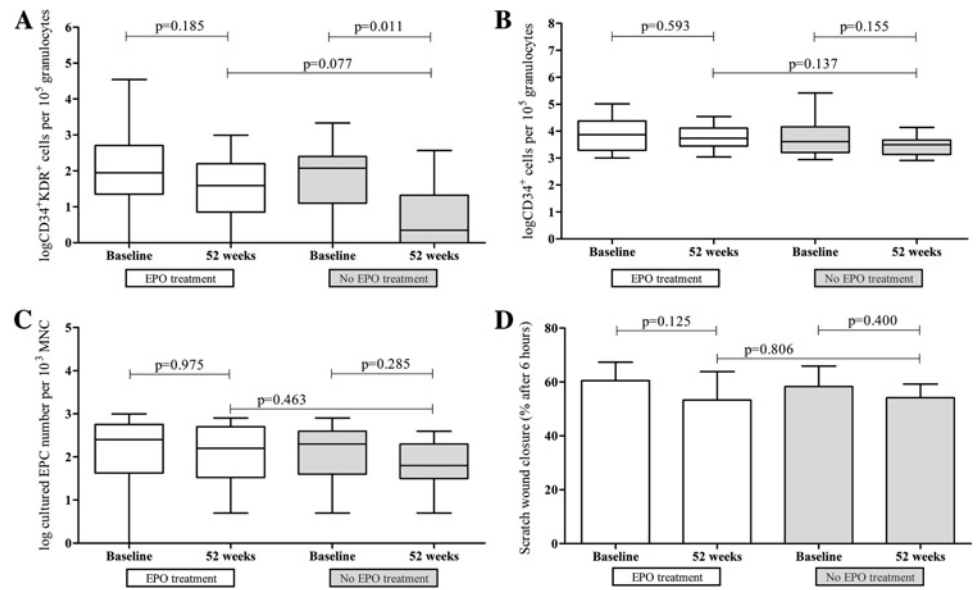 A
logCD34⁺KDR⁺ cells per 10⁵ granulocytes
6
5
4
3
2
1
0
p=0.185
p=0.011
p=0.077
Baseline
52 weeks
Baseline
52 weeks
EPO treatment
No EPO treatment
B
logCD34⁺ cells per 10⁵ granulocytes
8
7
6
5
4
3
2
1
0
p=0.593
p=0.155
p=0.137
Baseline
52 weeks
Baseline
52 weeks
EPO treatment
No EPO treatment
C
log cultured EPC number per 10³ MNC
5
4
3
2
1
0
p=0.975
p=0.285
p=0.463
Baseline
52 weeks
Baseline
52 weeks
EPO treatment
No EPO treatment
D
Scratch wound closure (% after 6 hours)
80
60
40
20
0
p=0.125
p=0.400
p=0.806
Baseline
52 weeks
Baseline
52 weeks
EPO treatment
No EPO treatment